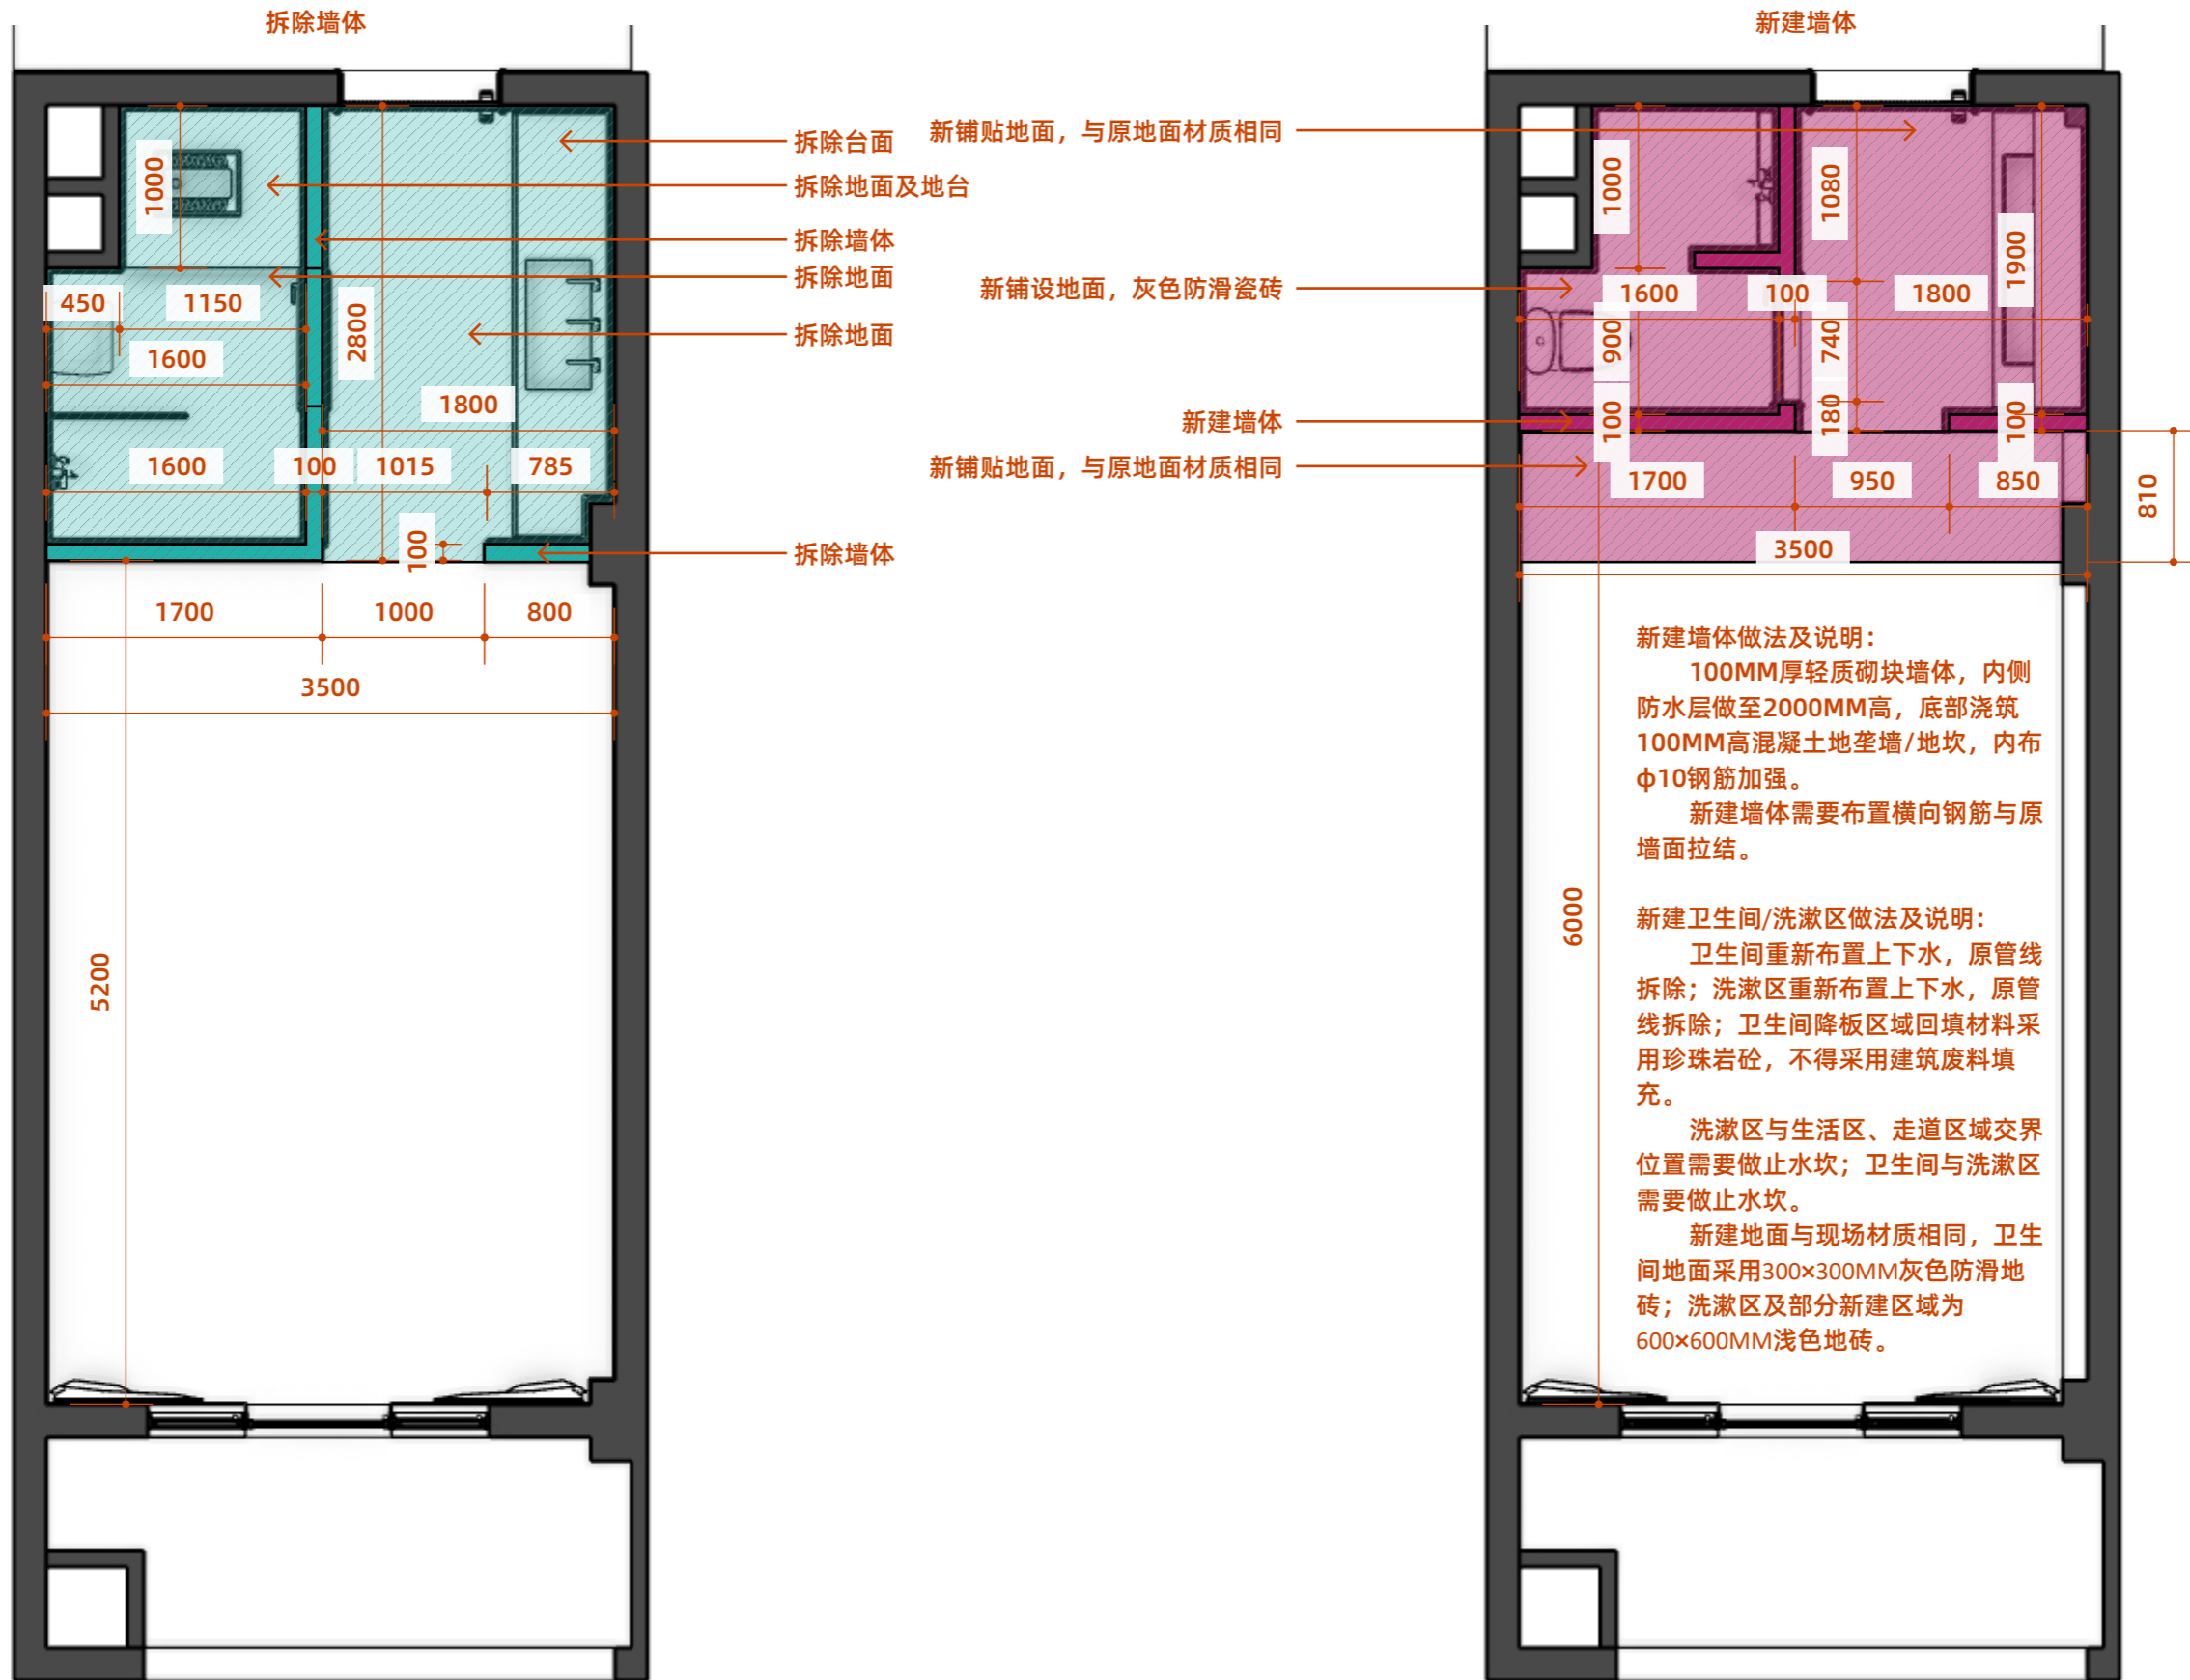 拆除墙体
拆除台面
拆除地面及地台
拆除墙体
拆除地面
拆除地面
拆除墙体
1000
450
1150
1600
2800
1800
1600
100
1015
785
100
1700
1000
800
3500
5200
新建墙体
新铺贴地面，与原地面材质相同
新铺设地面，灰色防滑瓷砖
新建墙体
新铺贴地面，与原地面材质相同
1000
1080
1900
1600
100
1800
900
740
100
180
100
1700
950
850
810
3500
6000
新建墙体做法及说明：
100MM厚轻质砌块墙体，内侧
防水层做至2000MM高，底部浇筑
100MM高混凝土地垄墙/地坎，内布
ф10钢筋加强。
新建墙体需要布置横向钢筋与原
墙面拉结。
新建卫生间/洗漱区做法及说明：
卫生间重新布置上下水，原管线
拆除；洗漱区重新布置上下水，原管
线拆除；卫生间降板区域回填材料采
用珍珠岩砼，不得采用建筑废料填
充。
洗漱区与生活区、走道区域交界
位置需要做止水坎；卫生间与洗漱区
需要做止水坎。
新建地面与现场材质相同，卫生
间地面采用300×300MM灰色防滑地
砖；洗漱区及部分新建区域为
600×600MM浅色地砖。